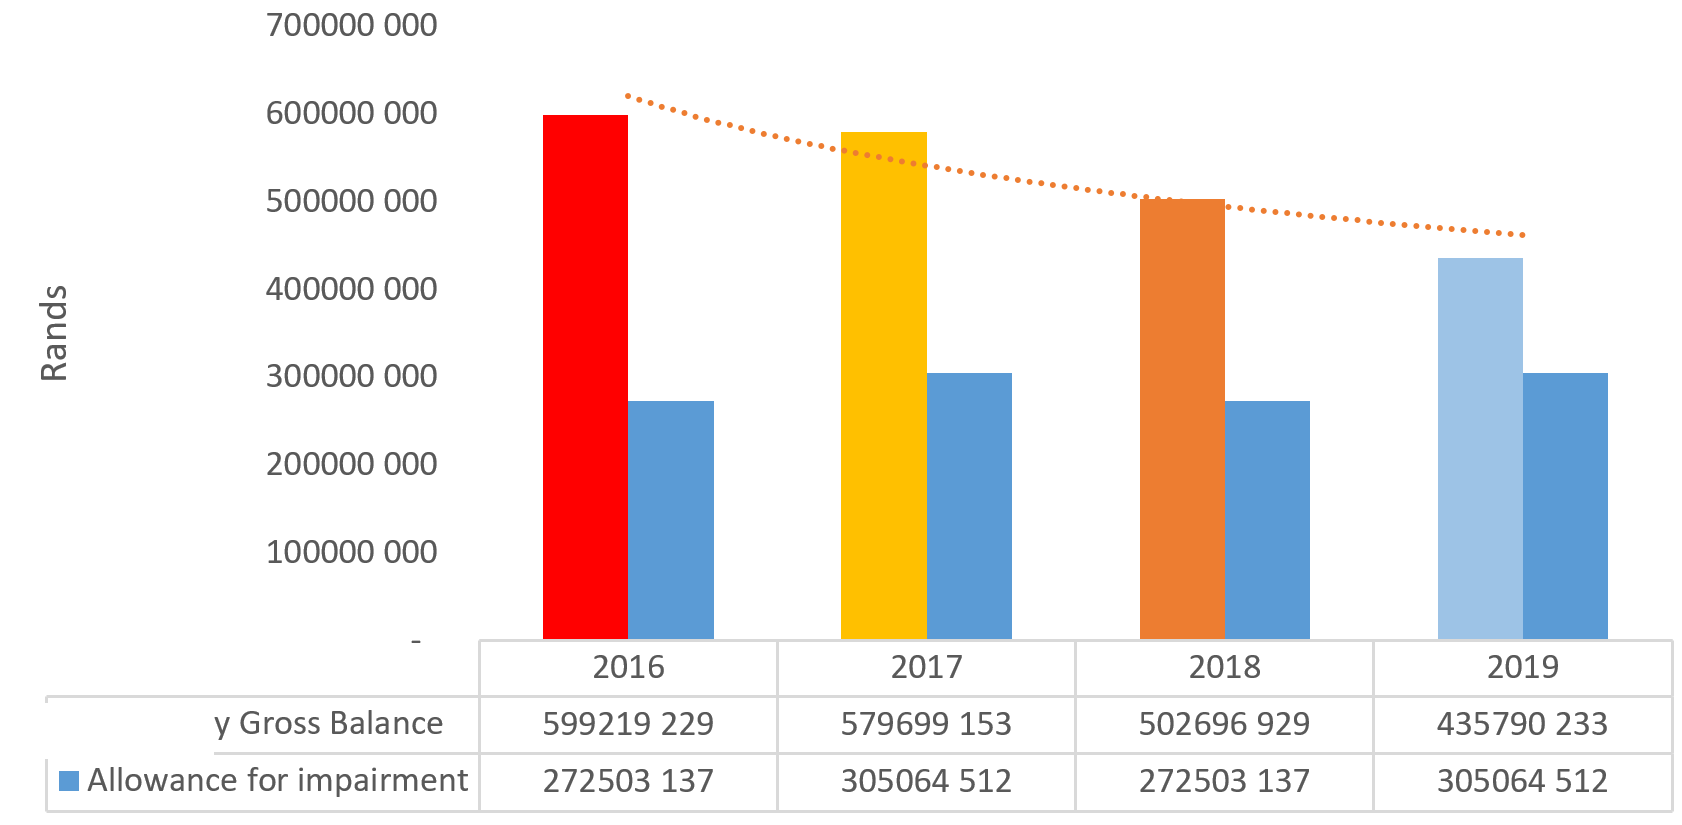 700000 000
600000 000
500000 000
400000 000
300000 000
200000 000
100000 000
-
Rands
2016 2017 2018 2019
y Gross Balance 599219 229 579699 153 502696 929 435790 233
Allowance for impairment 272503 137 305064 512 272503 137 305064 512